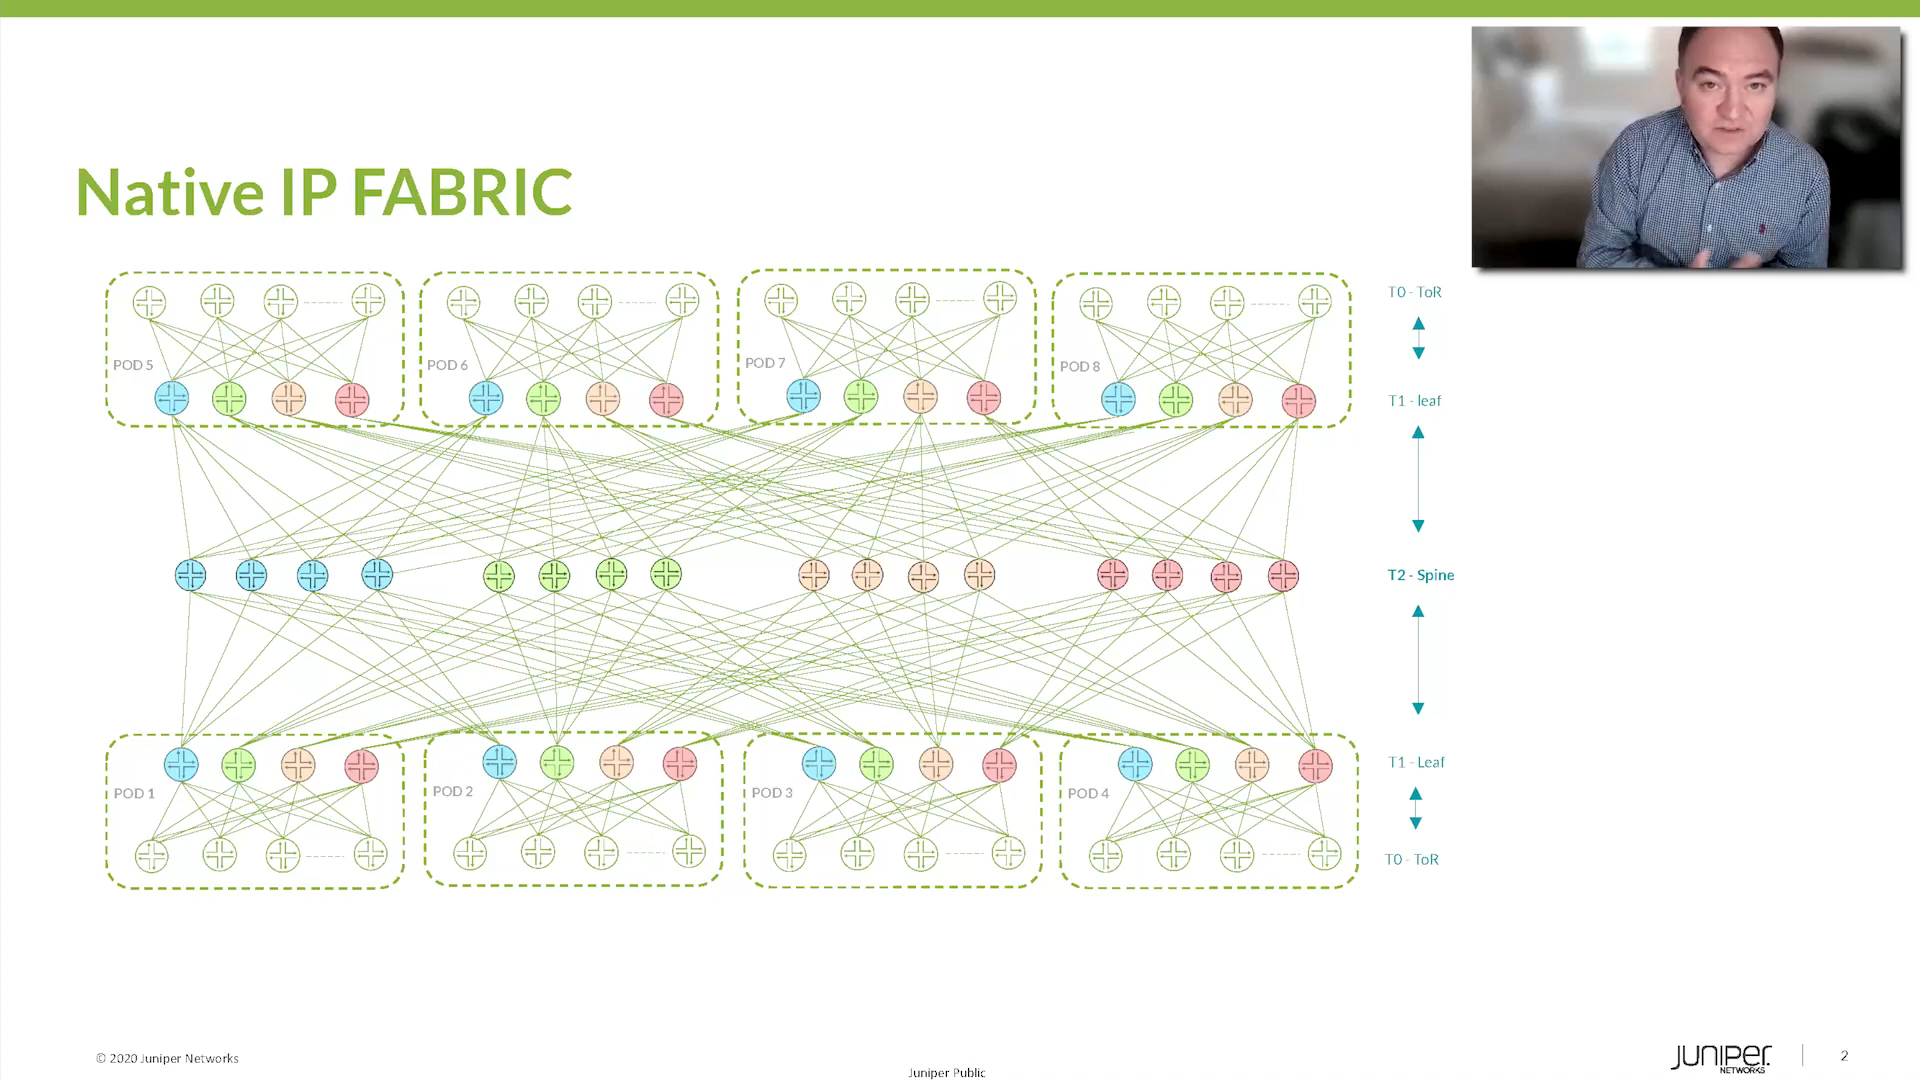 Native IP FABRIC
T0 - ToR
POD 5
POD 6
POD 7
POD 8
T1 - leaf
T2 - Spine
T1 - Leaf
POD 1
POD 2
POD 3
POD 4
T0 - ToR
© 2020 Juniper Networks
Juniper Public
JUNIPER
NETWORKS
2